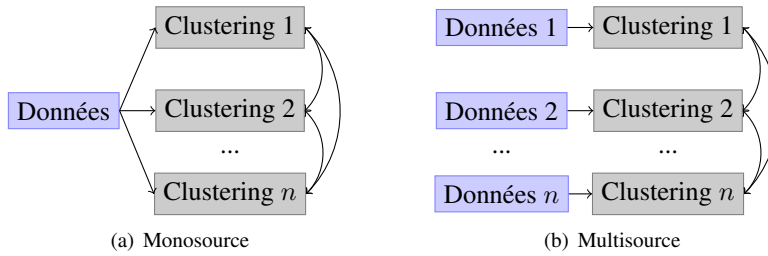 Clustering 1
Données
Clustering 2
...
Clustering n
(a) Monosource
Données 1
Clustering 1
Données 2
Clustering 2
...
...
Données n
Clustering n
(b) Multisource